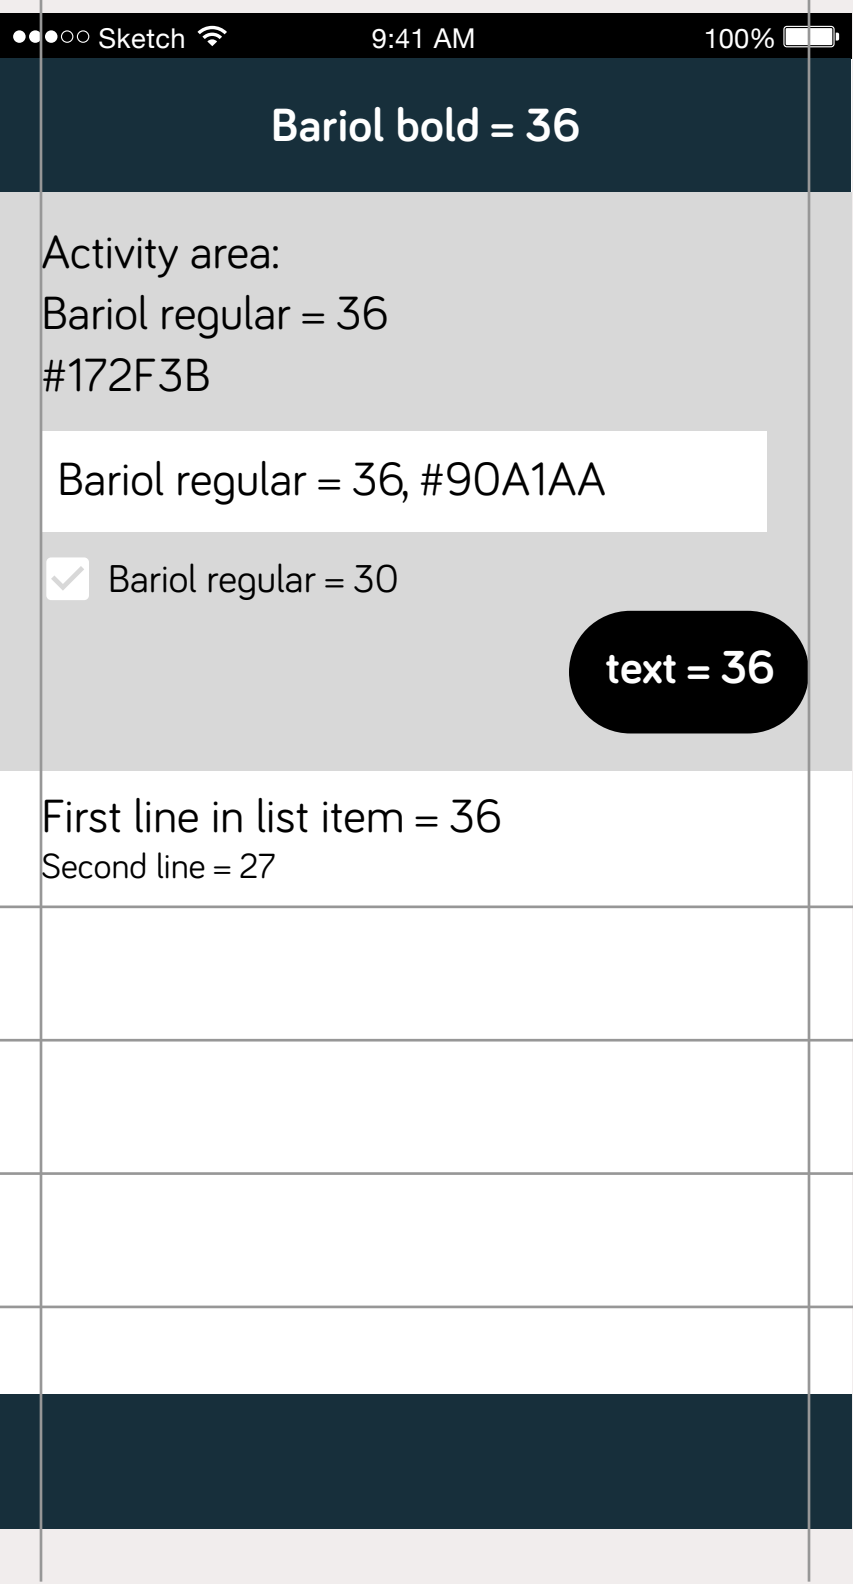 Sketch 9:41 AM 100%
Bariol bold = 36
Activity area:
Bariol regular = 36
#172F3B
Bariol regular = 36, #90A1AA
Bariol regular = 30
text = 36
First line in list item = 36
Second line = 27